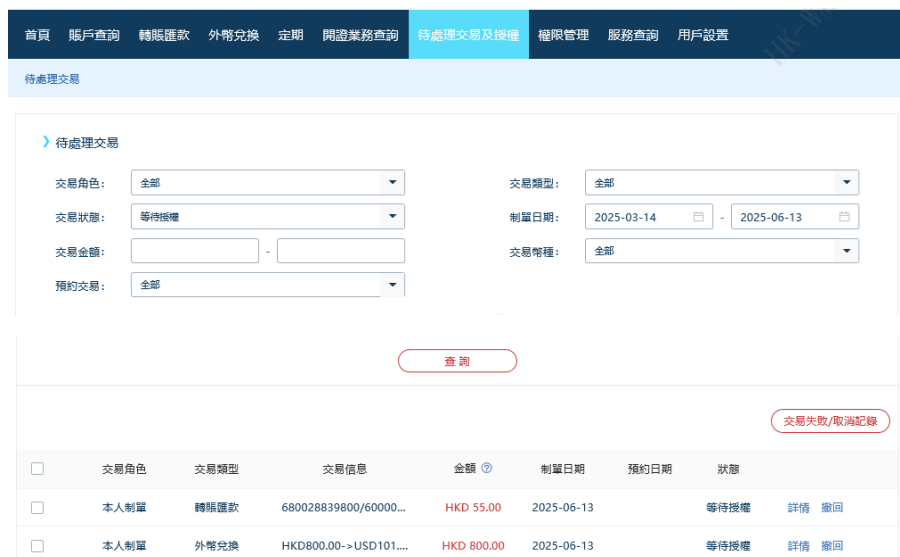 首頁 賬戶查詢 轉賬匯款 外幣兌換 定期 開證業務查詢 待處理交易及授權 權限管理 服務查詢 用戶設置
待處理交易
待處理交易
交易角色： 全部 交易類型： 全部
交易狀態： 等待授權 制單日期： 2025-03-14 - 2025-06-13
交易金額： - 交易幣種： 全部
預約交易： 全部
查詢
交易失敗/取消記錄
交易角色 交易類型 交易信息 金額 制單日期 預約日期 狀態
本人制單 轉賬匯款 680028839800/60000... HKD 55.00 2025-06-13 等待授權 詳情 撤回
本人制單 外幣兌換 HKD800.00->USD101.... HKD 800.00 2025-06-13 等待授權 詳情 撤回